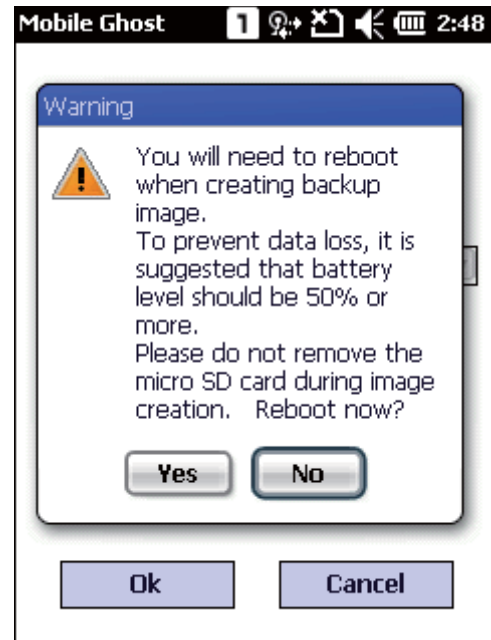 Mobile Ghost 1 2:48
Warning
You will need to reboot
when creating backup
image.
To prevent data loss, it is
suggested that battery
level should be 50% or
more.
Please do not remove the
micro SD card during image
creation. Reboot now?
Yes No
Ok Cancel